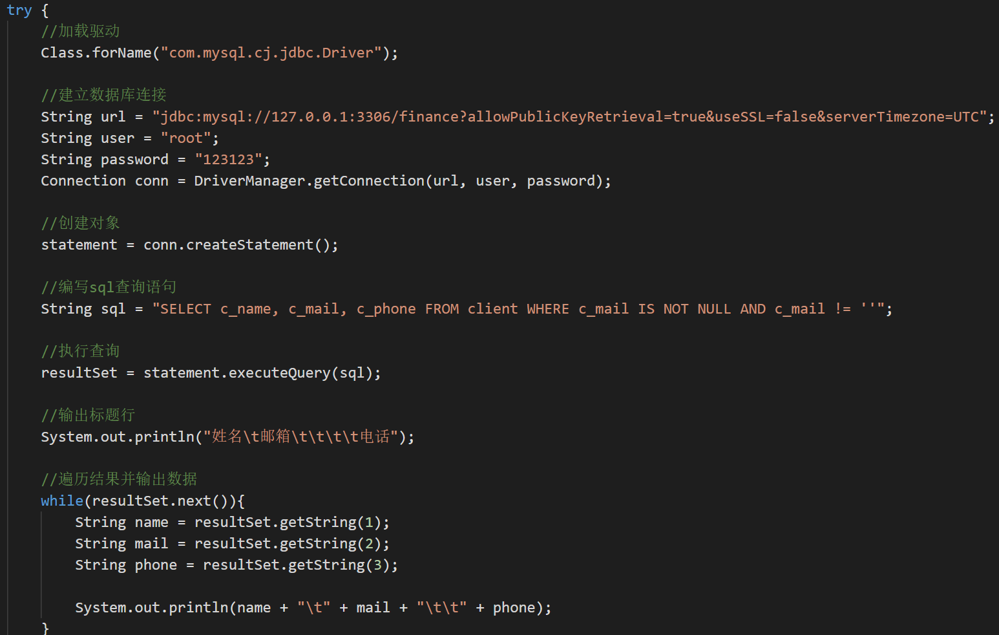 try {
//加载驱动
Class.forName("com.mysql.cj.jdbc.Driver");
//建立数据库连接
String url = "jdbc:mysql://127.0.0.1:3306/finance?allowPublicKeyRetrieval=true&useSSL=false&serverTimezone=UTC";
String user = "root";
String password = "123123";
Connection conn = DriverManager.getConnection(url, user, password);
//创建对象
statement = conn.createStatement();
//编写sql查询语句
String sql = "SELECT c_name, c_mail, c_phone FROM client WHERE c_mail IS NOT NULL AND c_mail != ''";
//执行查询
resultSet = statement.executeQuery(sql);
//输出标题行
System.out.println("姓名\t邮箱\t\t\t\t电话");
//遍历结果并输出数据
while(resultSet.next()){
String name = resultSet.getString(1);
String mail = resultSet.getString(2);
String phone = resultSet.getString(3);
System.out.println(name + "\t" + mail + "\t\t" + phone);
}